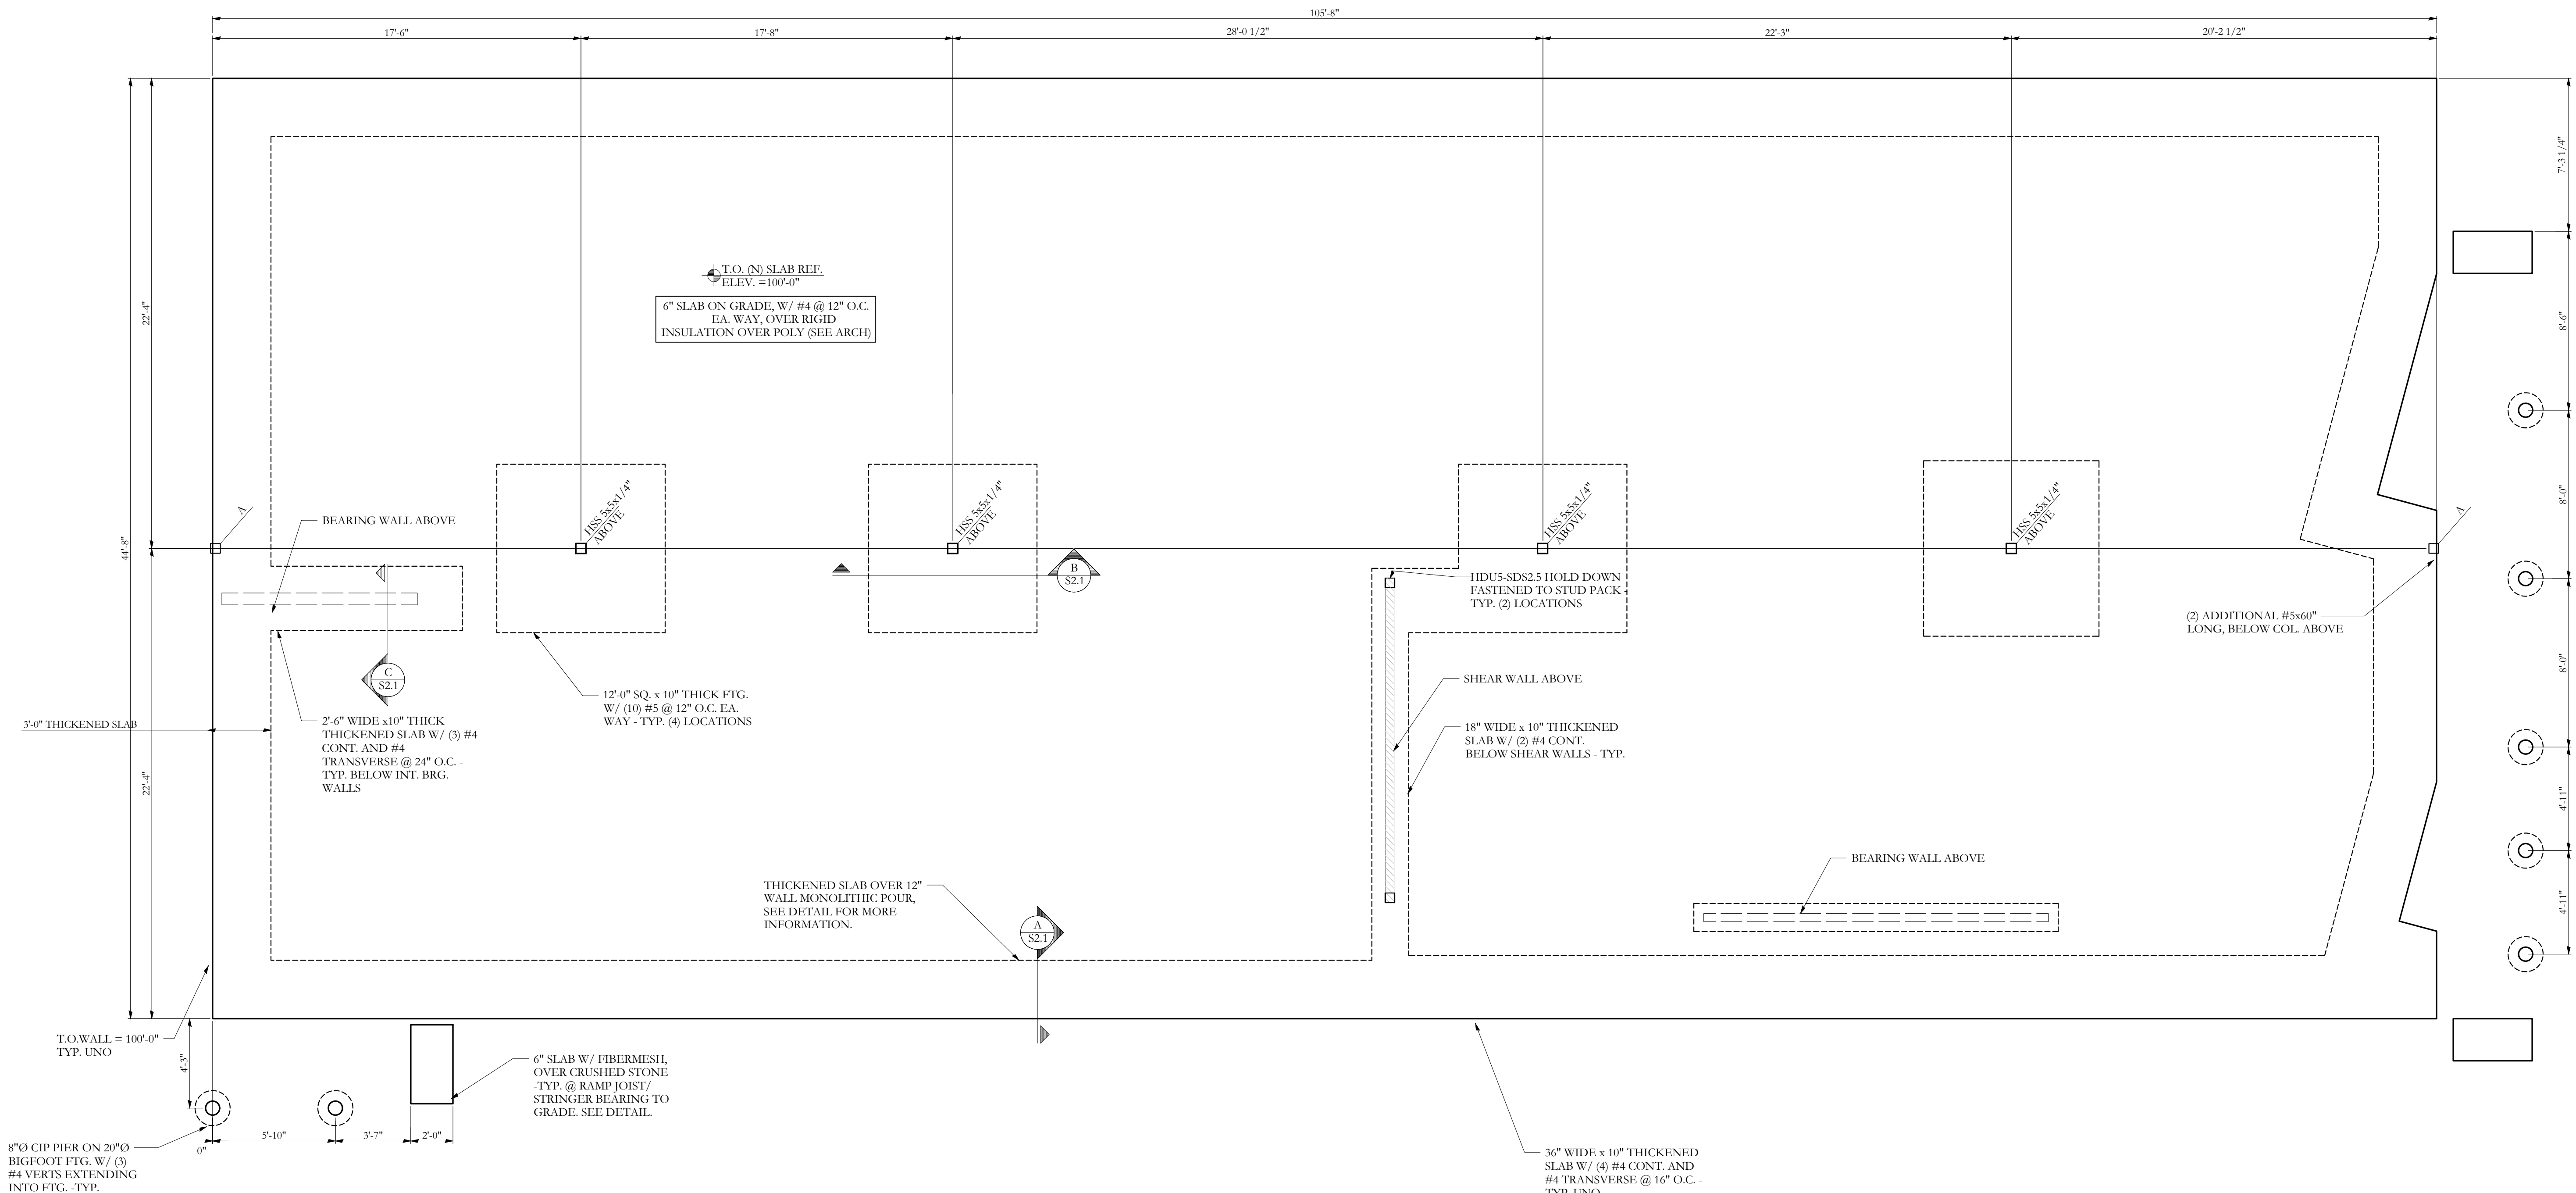 105'-8"
17'-6"
17'-8"
28'-0 1/2"
22'-3"
20'-2 1/2"
7'-3 1/4"
8'-6"
8'-0"
8'-0"
4'-11"
4'-11"
44'-8"
22'-4"
22'-4"
T.O. (N) SLAB REF.
ELEV. =100'-0"
6" SLAB ON GRADE, W/ #4 @ 12" O.C.
EA. WAY, OVER RIGID
INSULATION OVER POLY (SEE ARCH)
A
BEARING WALL ABOVE
HSS 5x5x1/4"
ABOVE
HSS 5x5x1/4"
ABOVE
HSS 5x5x1/4"
ABOVE
HSS 5x5x1/4"
ABOVE
A
B
S2.1
HDU5-SDS2.5 HOLD DOWN
FASTENED TO STUD PACK -
TYP. (2) LOCATIONS
(2) ADDITIONAL #5x60"
LONG, BELOW COL. ABOVE
C
S2.1
SHEAR WALL ABOVE
12'-0" SQ. x 10" THICK FTG.
W/ (10) #5 @ 12" O.C. EA.
WAY - TYP. (4) LOCATIONS
3'-0" THICKENED SLAB
2'-6" WIDE x10" THICK
THICKENED SLAB W/ (3) #4
CONT. AND #4
TRANSVERSE @ 24" O.C. -
TYP. BELOW INT. BRG.
WALLS
18" WIDE x 10" THICKENED
SLAB W/ (2) #4 CONT.
BELOW SHEAR WALLS - TYP.
BEARING WALL ABOVE
THICKENED SLAB OVER 12"
WALL MONOLITHIC POUR,
SEE DETAIL FOR MORE
INFORMATION.
A
S2.1
T.O.WALL = 100'-0"
TYP. UNO
4'-3"
6" SLAB W/ FIBERMESH,
OVER CRUSHED STONE
-TYP. @ RAMP JOIST/
STRINGER BEARING TO
GRADE. SEE DETAIL.
5'-10"
3'-7"
2'-0"
0"
8"Ø CIP PIER ON 20"Ø
BIGFOOT FTG. W/ (3)
#4 VERTS EXTENDING
INTO FTG. -TYP.
36" WIDE x 10" THICKENED
SLAB W/ (4) #4 CONT. AND
#4 TRANSVERSE @ 16" O.C. -
TYP. UNO